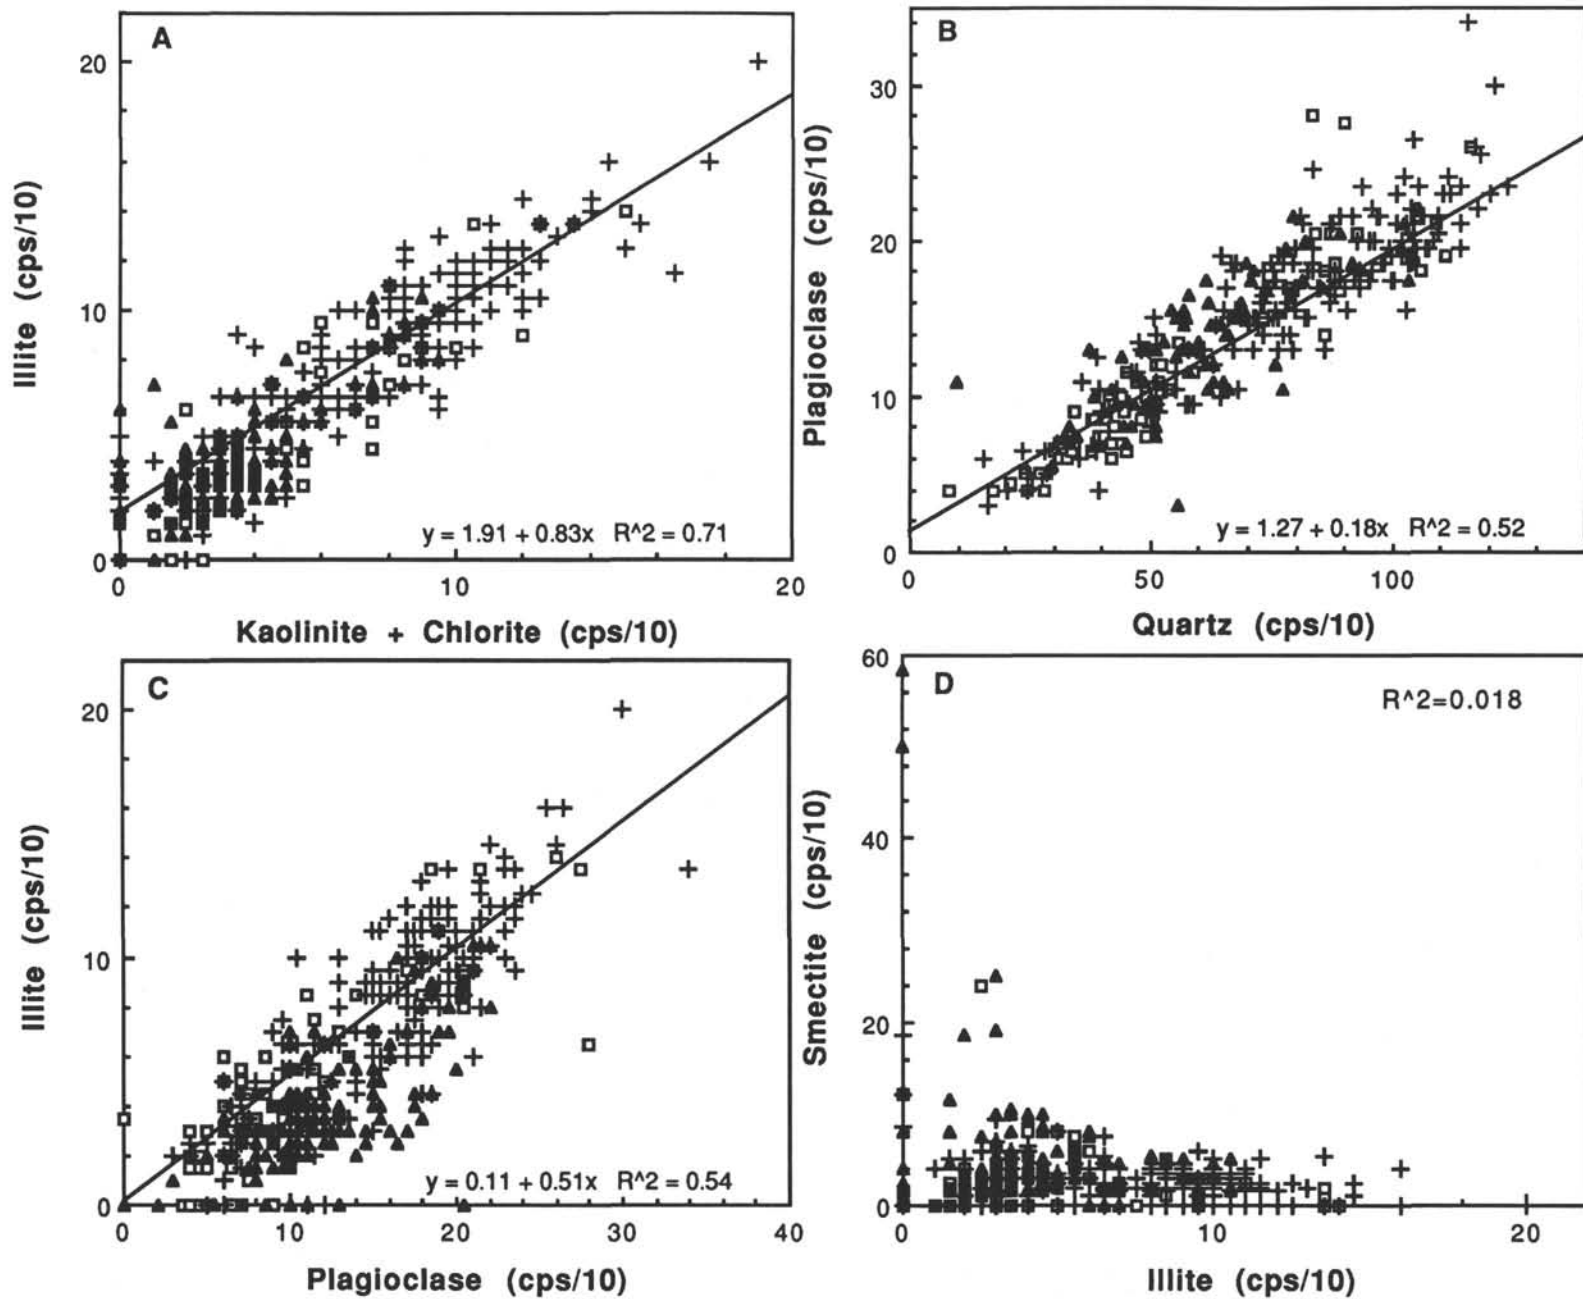 A
20
10
0
Illite (cps/10)
y = 1.91 + 0.83x R^2 = 0.71
0 10 20
Kaolinite + Chlorite (cps/10)
B
30
20
10
0
Plagioclase (cps/10)
y = 1.27 + 0.18x R^2 = 0.52
0 50 100
Quartz (cps/10)
C
20
10
0
Illite (cps/10)
y = 0.11 + 0.51x R^2 = 0.54
0 10 20 30 40
Plagioclase (cps/10)
D
60
40
20
0
Smectite (cps/10)
R^2=0.018
0 10 20
Illite (cps/10)